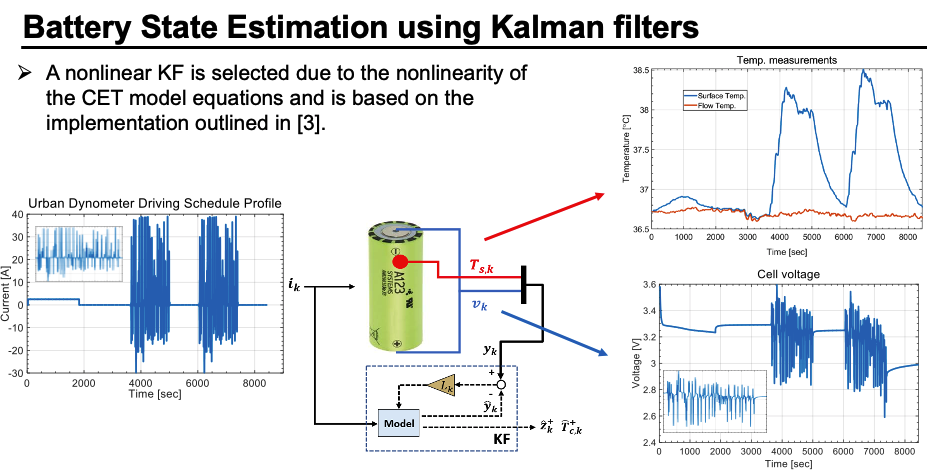 Battery State Estimation using Kalman filters
➢ A nonlinear KF is selected due to the nonlinearity of
the CET model equations and is based on the
implementation outlined in [3].
Urban Dynometer Driving Schedule Profile
Current [A]
40
30
20
10
0
-10
-20
-30
0 2000 4000 6000 8000
Time [sec]
i_k
A123
SYSTEMS
T_{s,k}
v_k
y_k
+
-
L_k
ŷ_k
Model
KF
ẑ_k^+ T̂_{c,k}^+
Temp. measurements
Temperature [°C]
38.5
38
37.5
37
36.5
Surface Temp.
Flow Temp.
0 1000 2000 3000 4000 5000 6000 7000 8000
Time [sec]
Cell voltage
Voltage [V]
3.6
3.4
3.2
3
2.8
2.6
2.4
0 1000 2000 3000 4000 5000 6000 7000 8000
Time [sec]